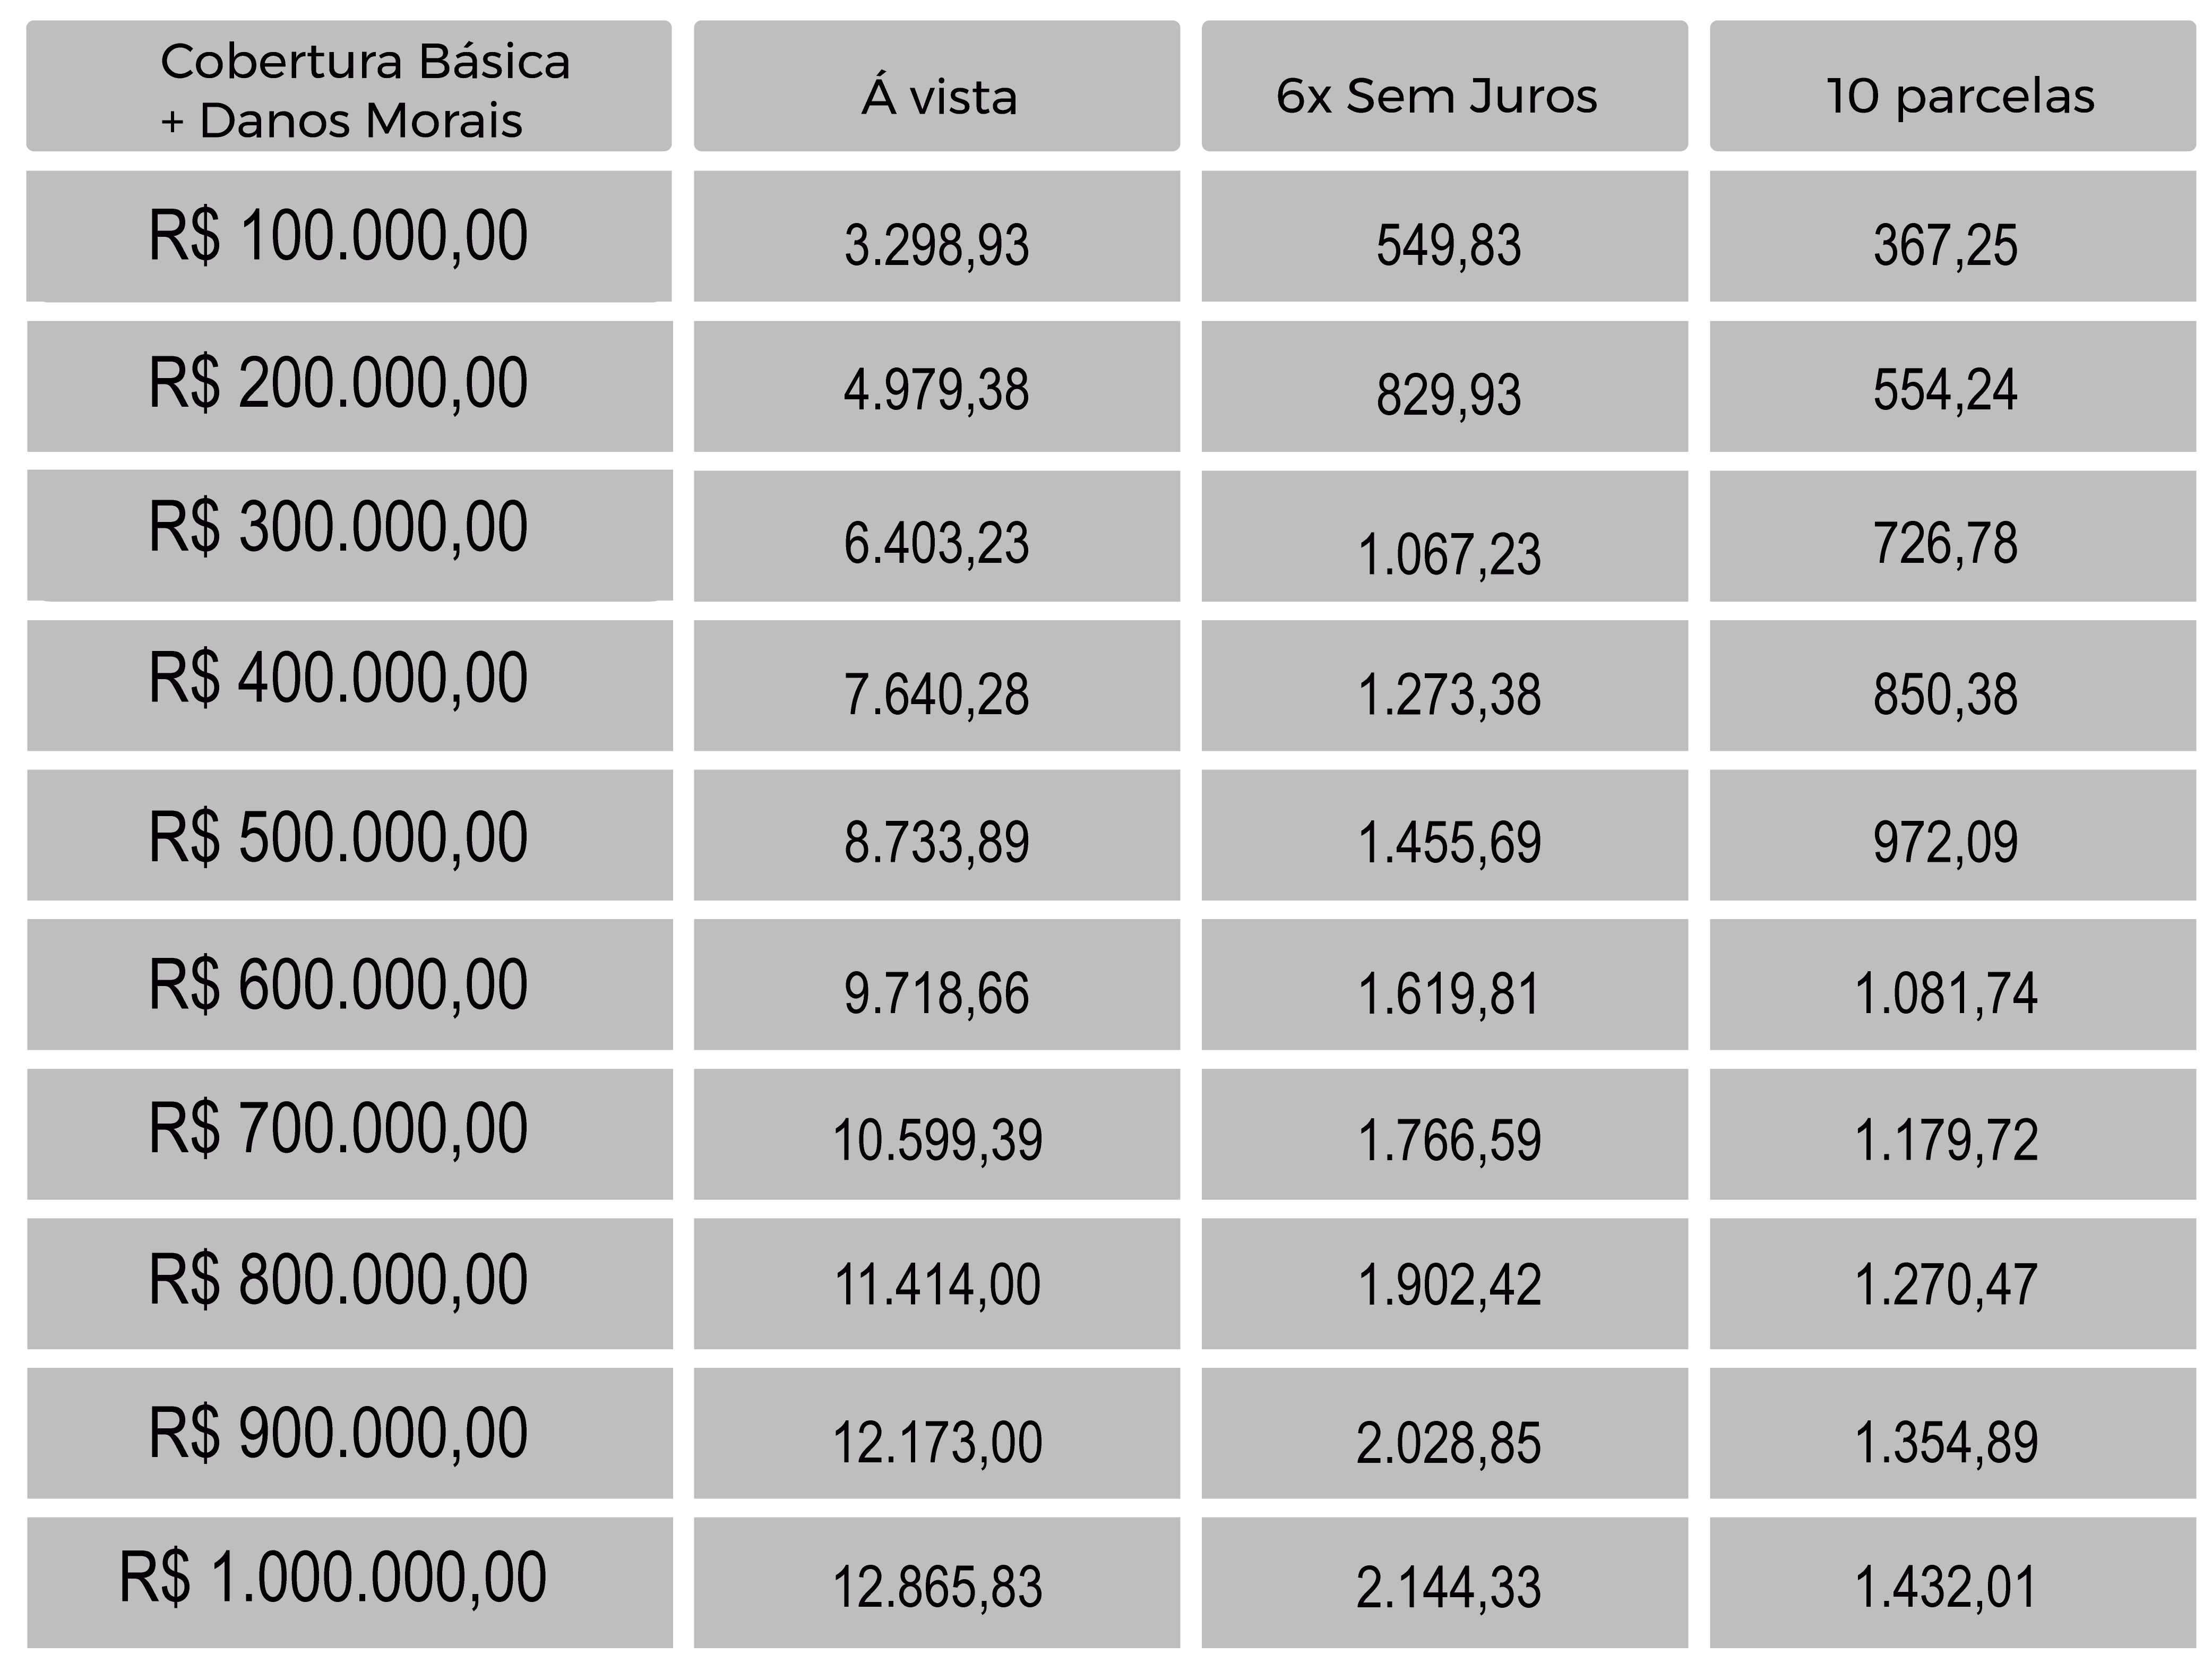 Cobertura Básica
+ Danos Morais
Á vista
6x Sem Juros
10 parcelas
R$ 100.000,00 3.298,93 549,83 367,25
R$ 200.000,00 4.979,38 829,93 554,24
R$ 300.000,00 6.403,23 1.067,23 726,78
R$ 400.000,00 7.640,28 1.273,38 850,38
R$ 500.000,00 8.733,89 1.455,69 972,09
R$ 600.000,00 9.718,66 1.619,81 1.081,74
R$ 700.000,00 10.599,39 1.766,59 1.179,72
R$ 800.000,00 11.414,00 1.902,42 1.270,47
R$ 900.000,00 12.173,00 2.028,85 1.354,89
R$ 1.000.000,00 12.865,83 2.144,33 1.432,01